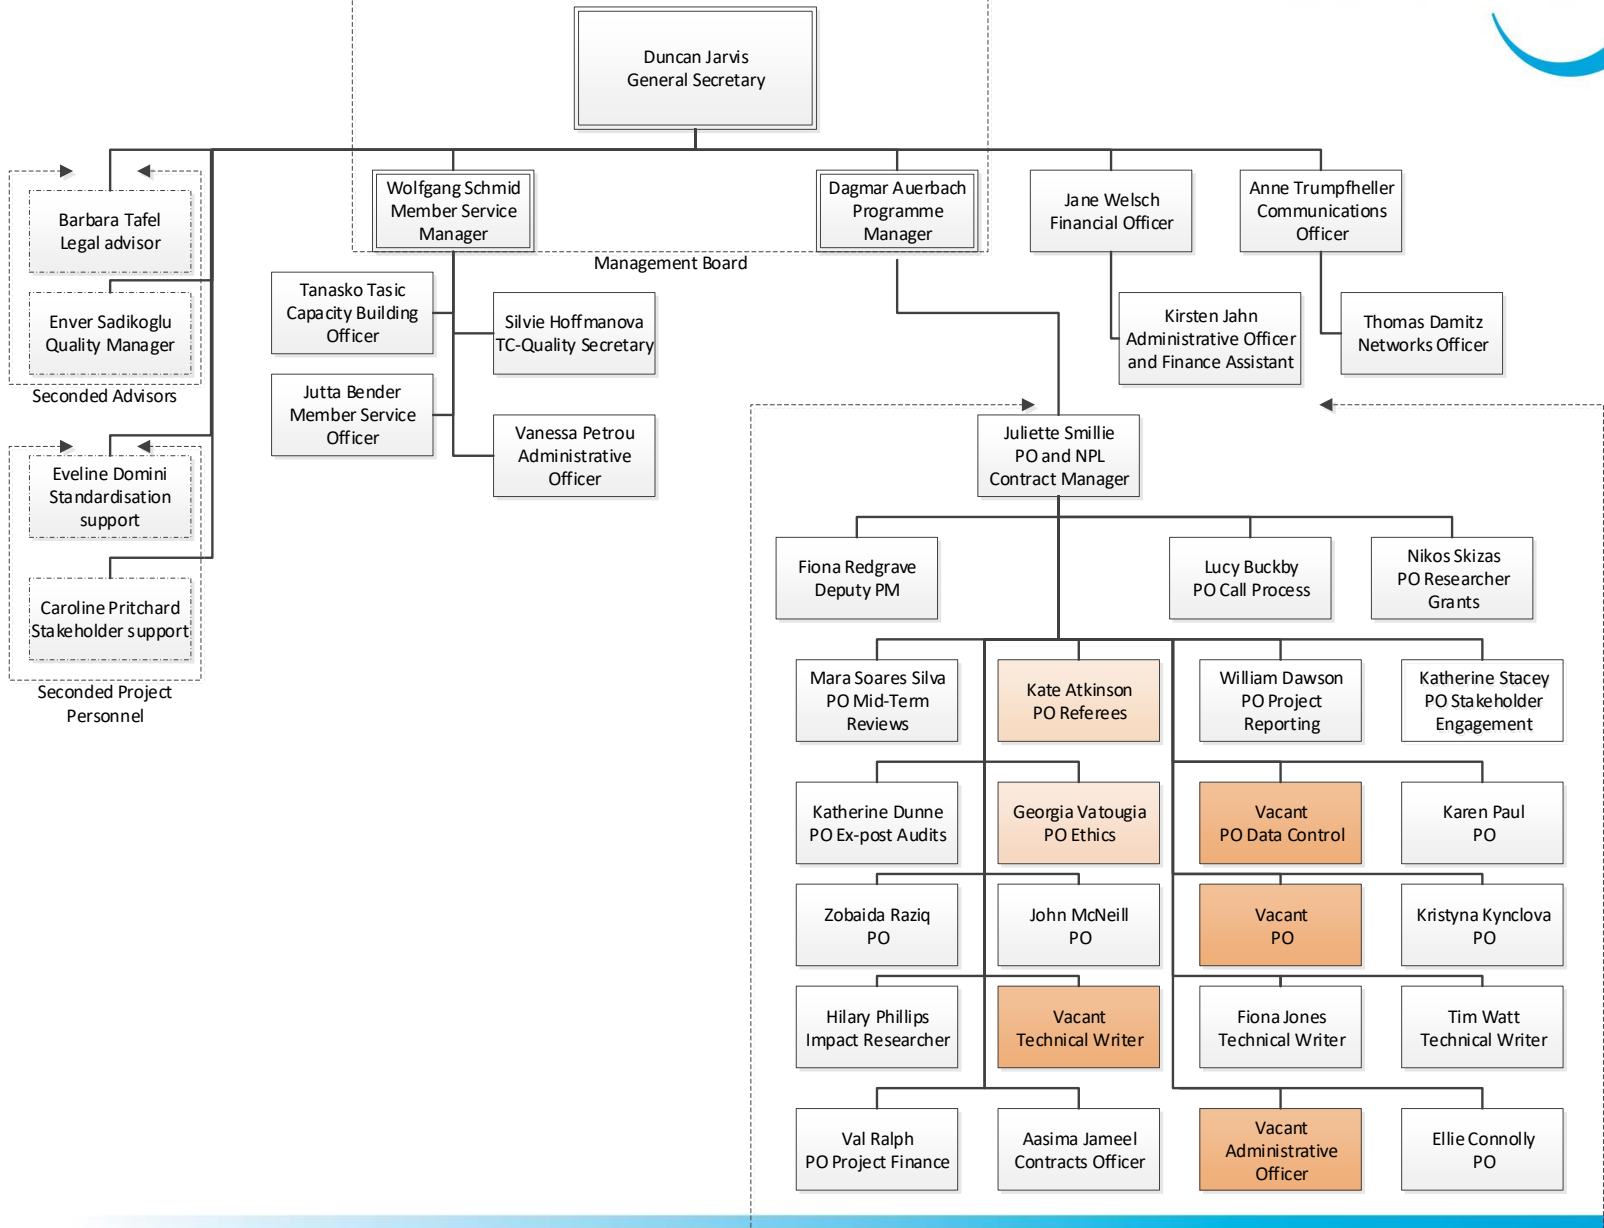 Duncan Jarvis
General Secretary
Barbara Tafel
Legal advisor
Enver Sadikoglu
Quality Manager
Seconded Advisors
Eveline Domini
Standardisation
support
Caroline Pritchard
Stakeholder support
Seconded Project
Personnel
Wolfgang Schmid
Member Service
Manager
Dagmar Auerbach
Programme
Manager
Management Board
Jane Welsch
Financial Officer
Anne Trumpfheller
Communications
Officer
Tanasko Tasic
Capacity Building
Officer
Silvie Hoffmanova
TC-Quality Secretary
Jutta Bender
Member Service
Officer
Vanessa Petrou
Administrative
Officer
Kirsten Jahn
Administrative Officer
and Finance Assistant
Thomas Damitz
Networks Officer
Juliette Smillie
PO and NPL
Contract Manager
Fiona Redgrave
Deputy PM
Lucy Buckby
PO Call Process
Nikos Skizas
PO Researcher
Grants
Mara Soares Silva
PO Mid-Term
Reviews
Kate Atkinson
PO Referees
William Dawson
PO Project
Reporting
Katherine Stacey
PO Stakeholder
Engagement
Katherine Dunne
PO Ex-post Audits
Georgia Vatougia
PO Ethics
Vacant
PO Data Control
Karen Paul
PO
Zobaida Raziq
PO
John McNeill
PO
Vacant
PO
Kristyna Kynclova
PO
Hilary Phillips
Impact Researcher
Vacant
Technical Writer
Fiona Jones
Technical Writer
Tim Watt
Technical Writer
Val Ralph
PO Project Finance
Aasima Jameel
Contracts Officer
Vacant
Administrative
Officer
Ellie Connolly
PO